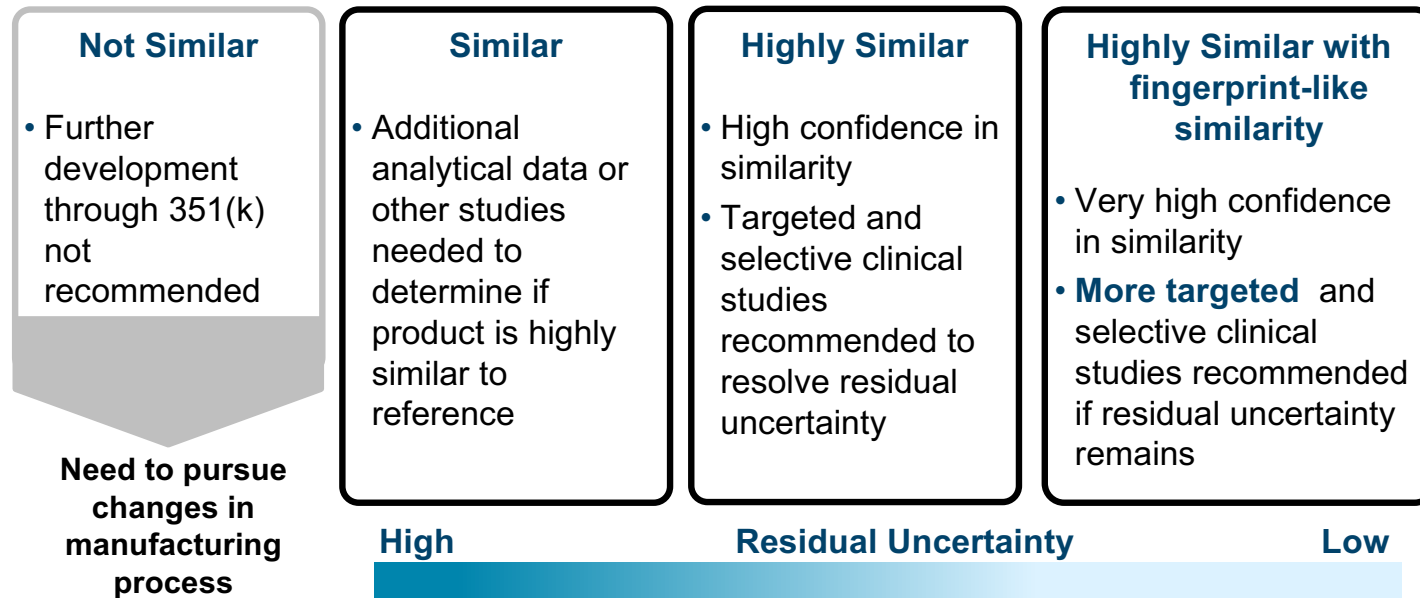 Not Similar
• Further
development
through 351(k)
not
recommended
Need to pursue
changes in
manufacturing
process
Similar
• Additional
analytical data or
other studies
needed to
determine if
product is highly
similar to
reference
Highly Similar
• High confidence in
similarity
• Targeted and
selective clinical
studies
recommended to
resolve residual
uncertainty
Highly Similar with
fingerprint-like
similarity
• Very high confidence
in similarity
• More targeted and
selective clinical
studies recommended
if residual uncertainty
remains
High Residual Uncertainty Low